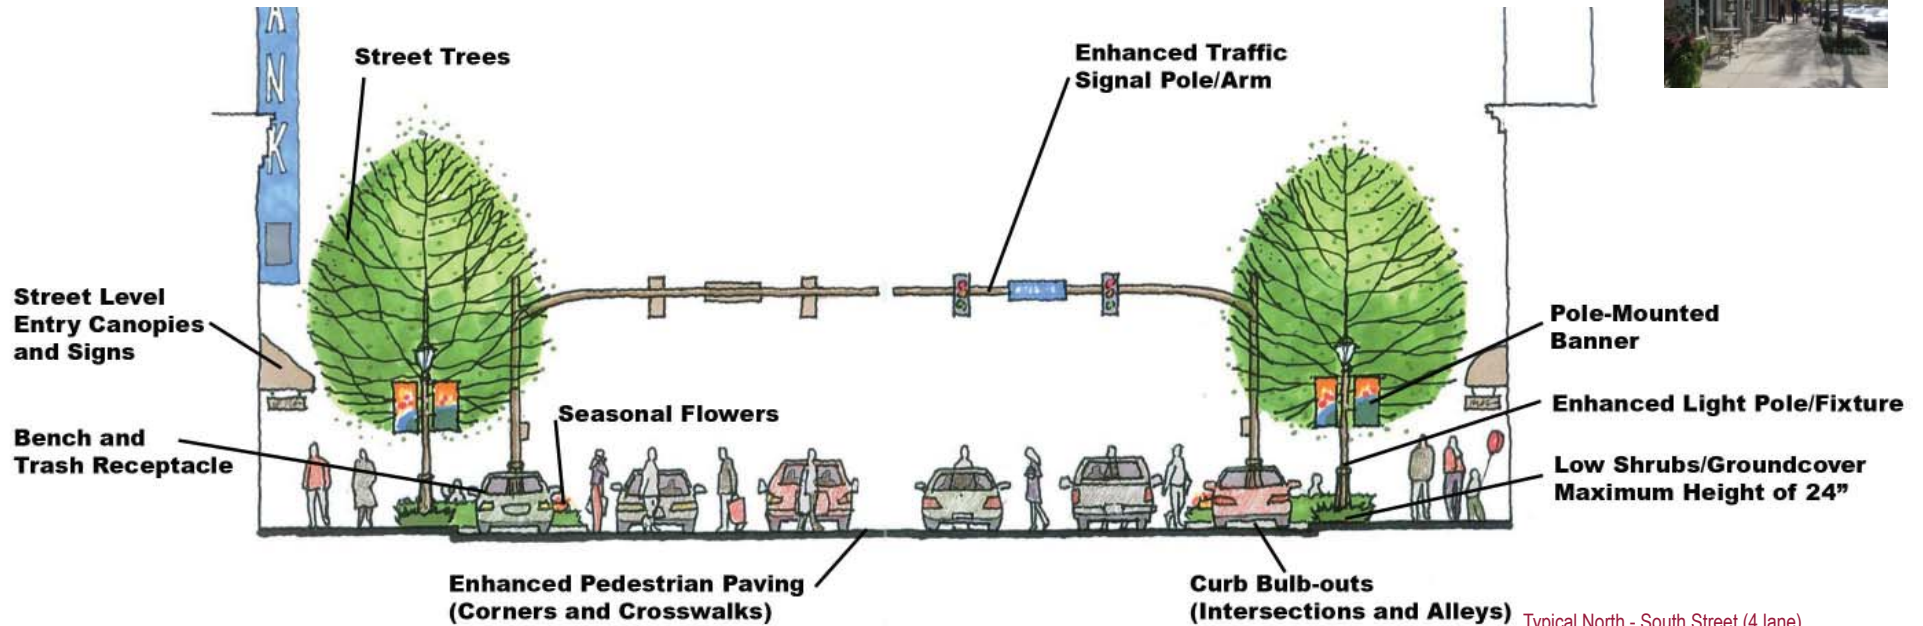 A
N
K
Street Trees
Enhanced Traffic
Signal Pole/Arm
Street Level
Entry Canopies
and Signs
Pole-Mounted
Banner
Seasonal Flowers
Enhanced Light Pole/Fixture
Bench and
Trash Receptacle
Low Shrubs/Groundcover
Maximum Height of 24”
Enhanced Pedestrian Paving
(Corners and Crosswalks)
Curb Bulb-outs
(Intersections and Alleys)
Typical North - South Street (4 lane)